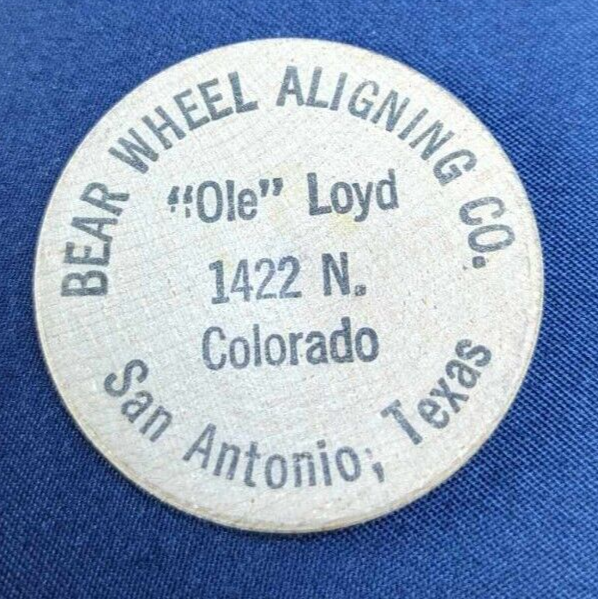 BEAR WHEEL ALIGNING CO.
“Ole” Loyd
1422 N.
Colorado
San Antonio, Texas